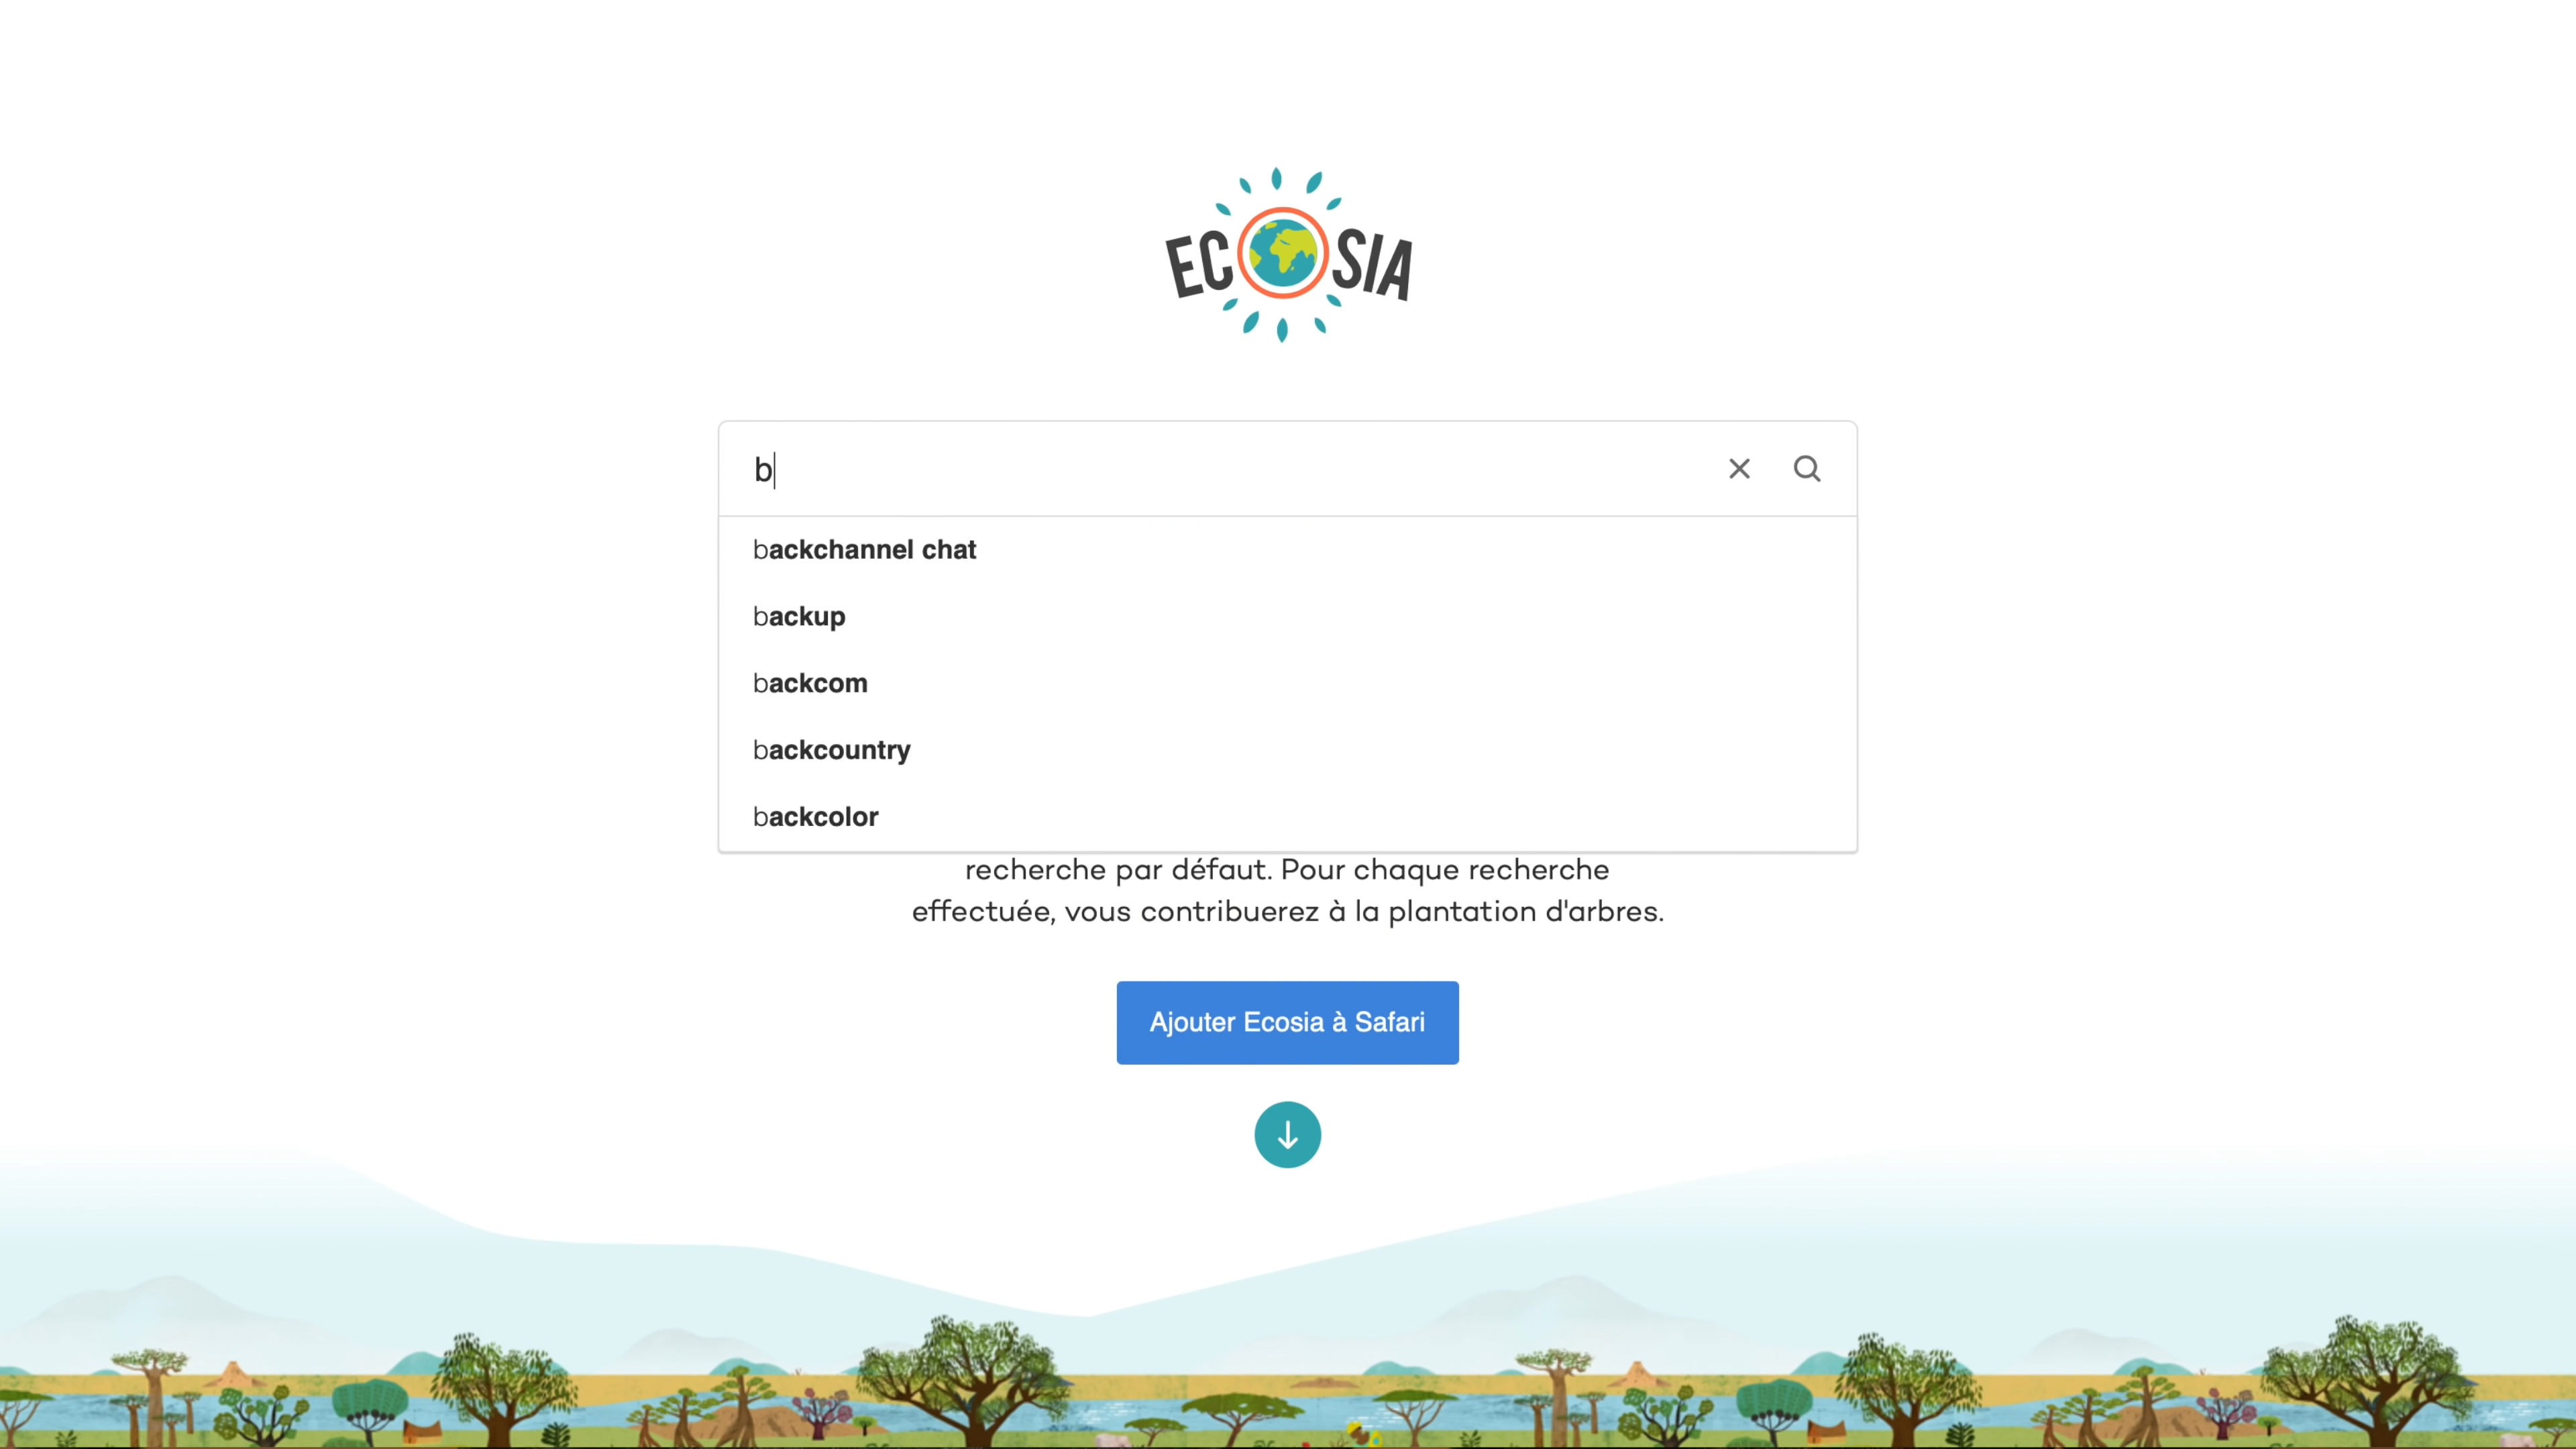 ECOSIA
b
backchannel chat
backup
backcom
backcountry
backcolor
recherche par défaut. Pour chaque recherche
effectuée, vous contribuerez à la plantation d'arbres.
Ajouter Ecosia à Safari